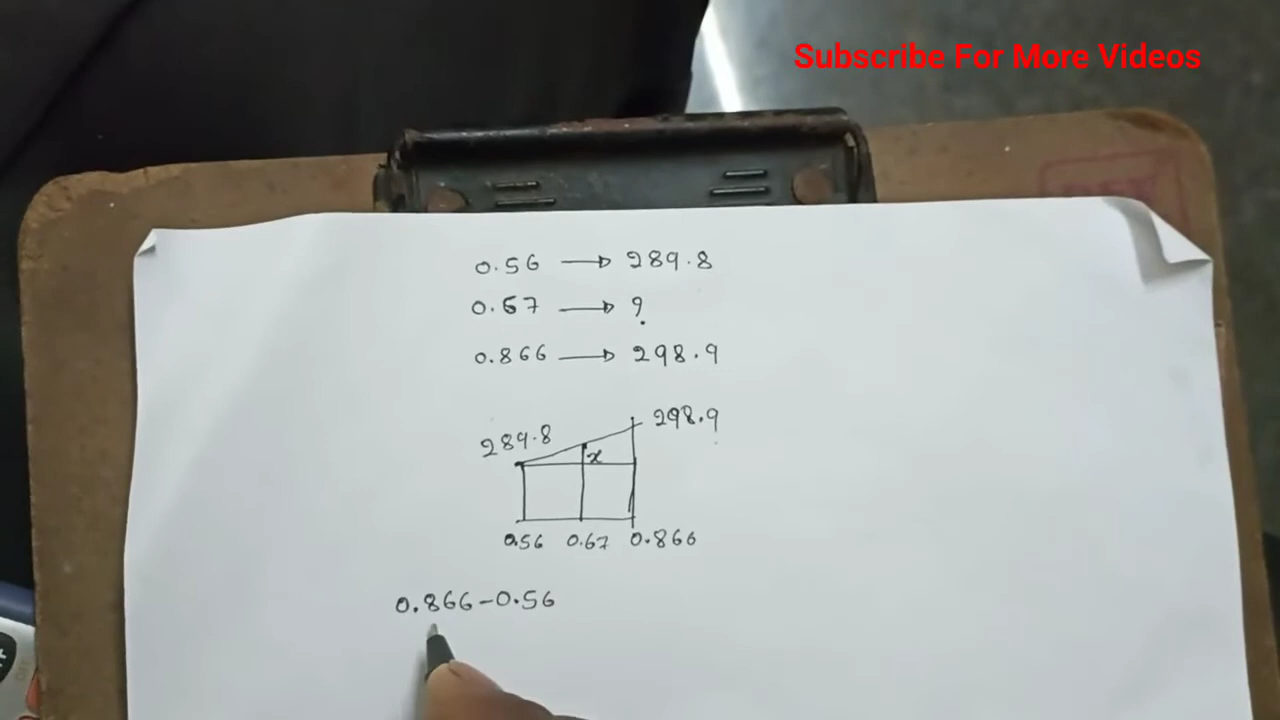 Subscribe For More Videos
0.56 → 289.8
0.67 → ?
0.866 → 298.9
289.8 298.9
x
0.56 0.67 0.866
0.866-0.56